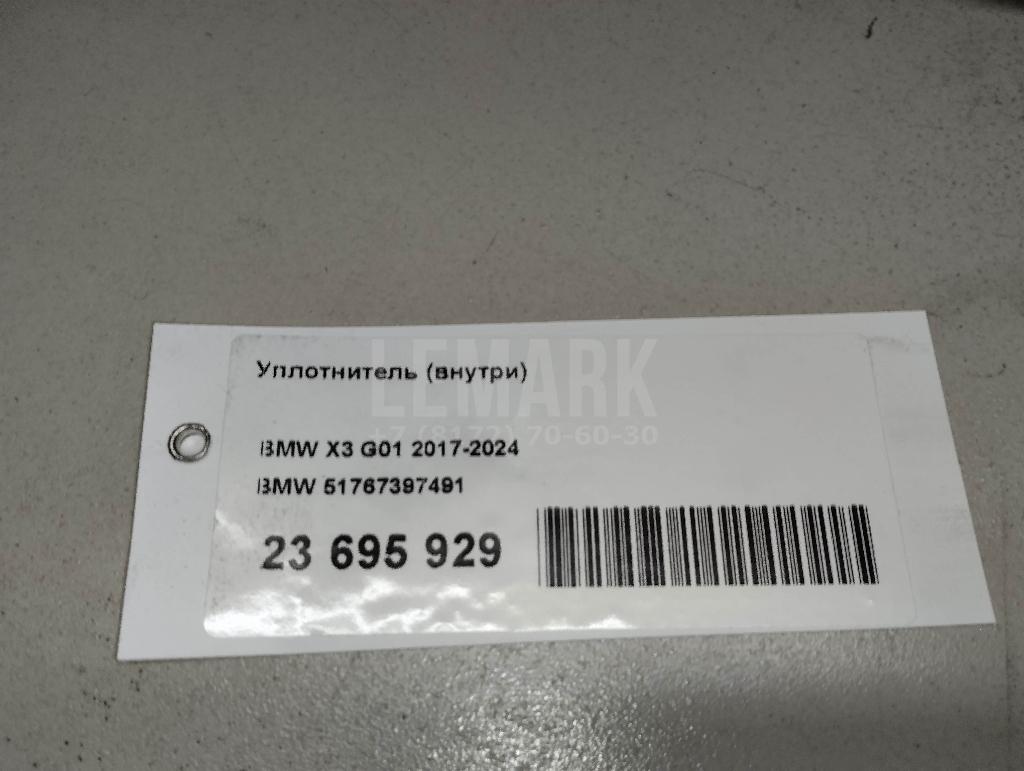 Уплотнитель (внутри)
LEMARK
+7 (8172) 70-60-30
BMW X3 G01 2017-2024
BMW 51767397491
23 695 929